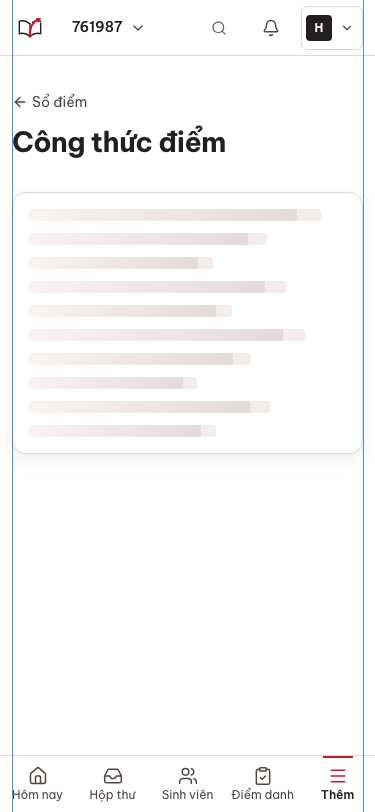 761987
H
Sổ điểm
Công thức điểm
Hôm nay
Hộp thư
Sinh viên
Điểm danh
Thêm